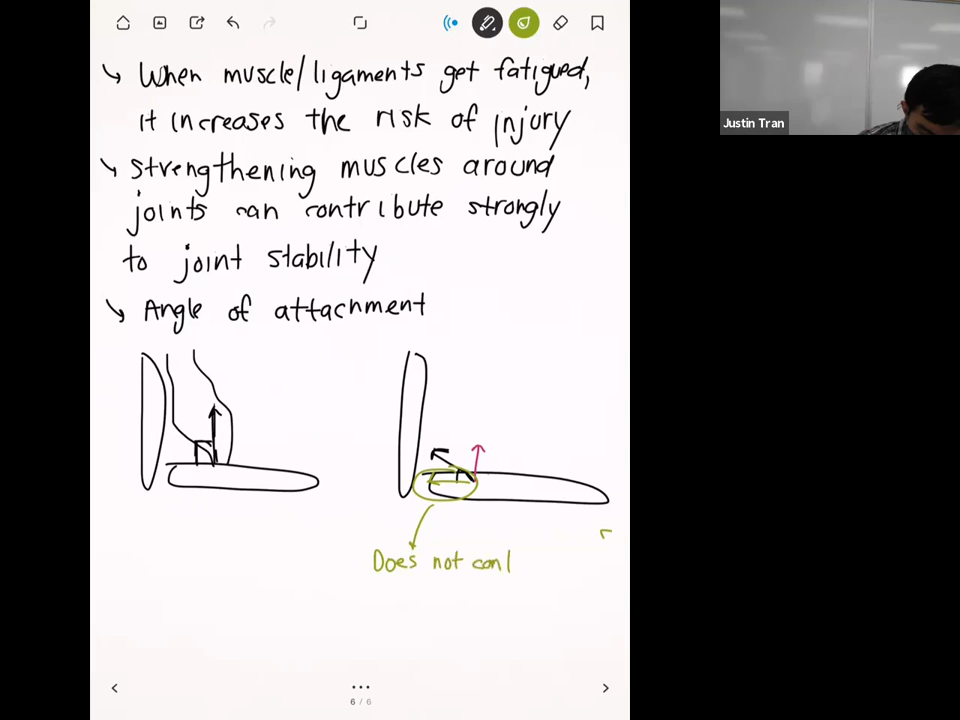 ↳ When muscle/ligaments get fatigued,
it increases the risk of injury
↳ strengthening muscles around
joints can contribute strongly
to joint stability
↳ Angle of attachment
Does not con
6 / 6
Justin Tran